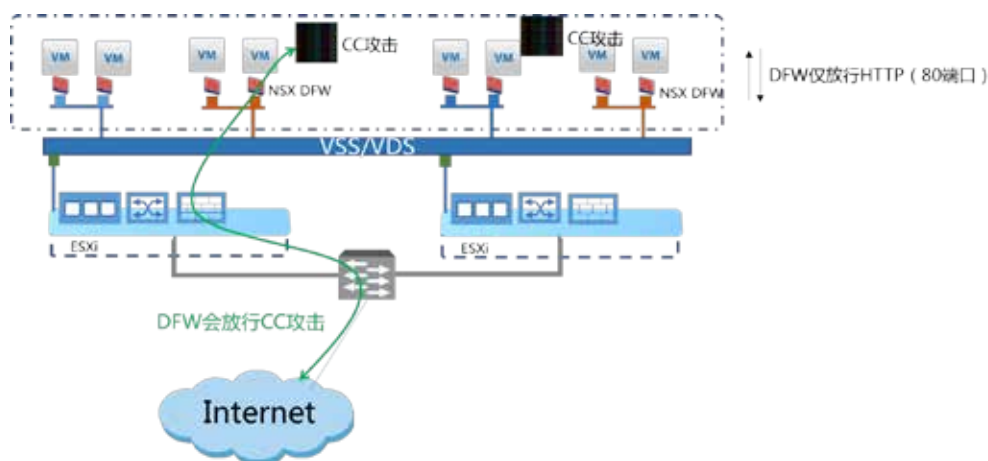 CC攻击
CC攻击
VM
VM
VM
VM
VM
VM
VM
VM
DFW仅放行HTTP（80端口）
NSX DFW
NSX DFW
VSS/VDS
ESXi
ESXi
DFW会放行CC攻击
Internet